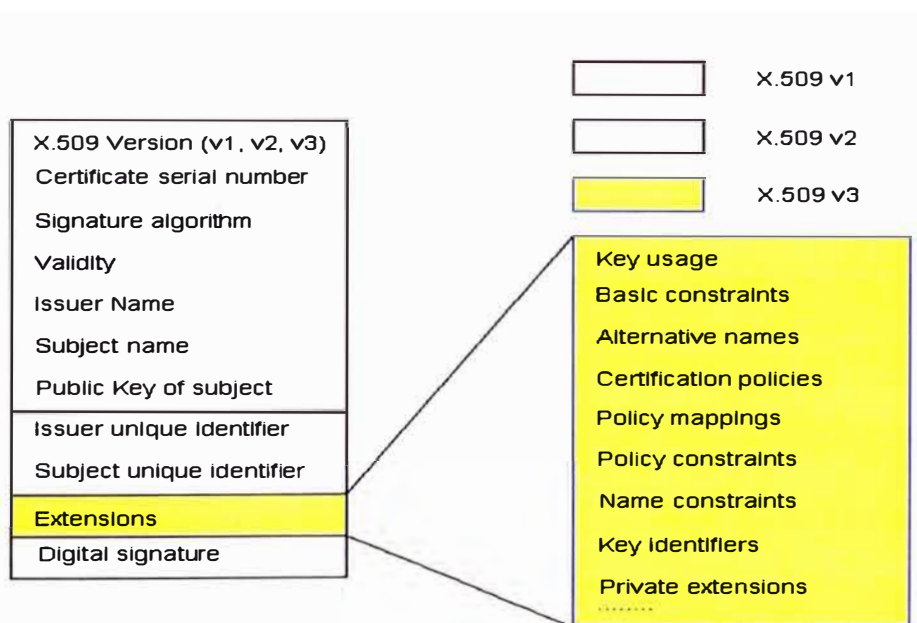 X.509 v1
X.509 v2
X.509 v3
X.509 Version (v1, v2, v3)
Certificate serial number
Signature algorithm
Validity
Issuer Name
Subject name
Public Key of subject
Issuer unique identifier
Subject unique identifier
Extensions
Digital signature
Key usage
Basic constraints
Alternative names
Certification policies
Policy mappings
Policy constraints
Name constraints
Key identifiers
Private extensions
........